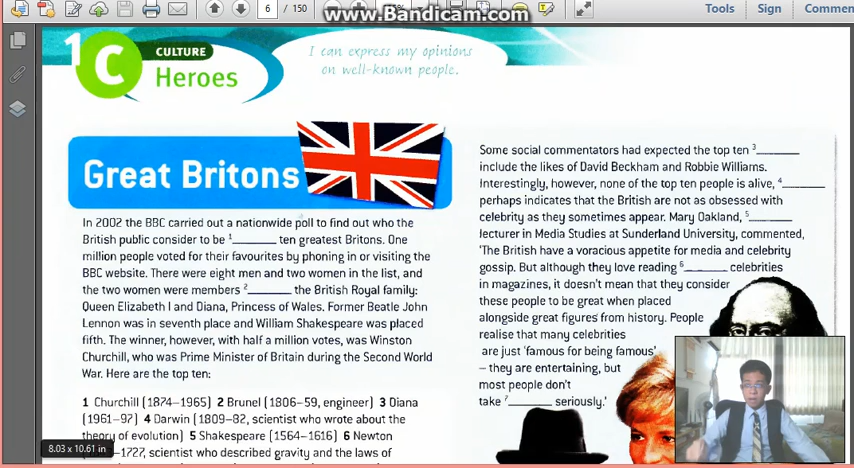 www.Bandicam.com
6 / 150
Tools Sign Commen
1C CULTURE
Heroes
I can express my opinions
on well-known people.
Great Britons
In 2002 the BBC carried out a nationwide poll to find out who the
British public consider to be 1________ ten greatest Britons. One
million people voted for their favourites by phoning in or visiting the
BBC website. There were eight men and two women in the list, and
the two women were members 2________ the British Royal family:
Queen Elizabeth I and Diana, Princess of Wales. Former Beatle John
Lennon was in seventh place and William Shakespeare was placed
fifth. The winner, however, with half a million votes, was Winston
Churchill, who was Prime Minister of Britain during the Second World
War. Here are the top ten:
1 Churchill (1874–1965) 2 Brunel (1806–59, engineer) 3 Diana
(1961–97) 4 Darwin (1809–82, scientist who wrote about the
theory of evolution) 5 Shakespeare (1564–1616) 6 Newton
1727, scientist who described gravity and the laws of
8.03 x 10.61 in
Some social commentators had expected the top ten 3________
include the likes of David Beckham and Robbie Williams.
Interestingly, however, none of the top ten people is alive, 4________
perhaps indicates that the British are not as obsessed with
celebrity as they sometimes appear. Mary Oakland, 5________
lecturer in Media Studies at Sunderland University, commented,
'The British have a voracious appetite for media and celebrity
gossip. But although they love reading 6________ celebrities
in magazines, it doesn't mean that they consider
these people to be great when placed
alongside great figures from history. People
realise that many celebrities
are just 'famous for being famous'
– they are entertaining, but
most people don't
take 7________ seriously.'